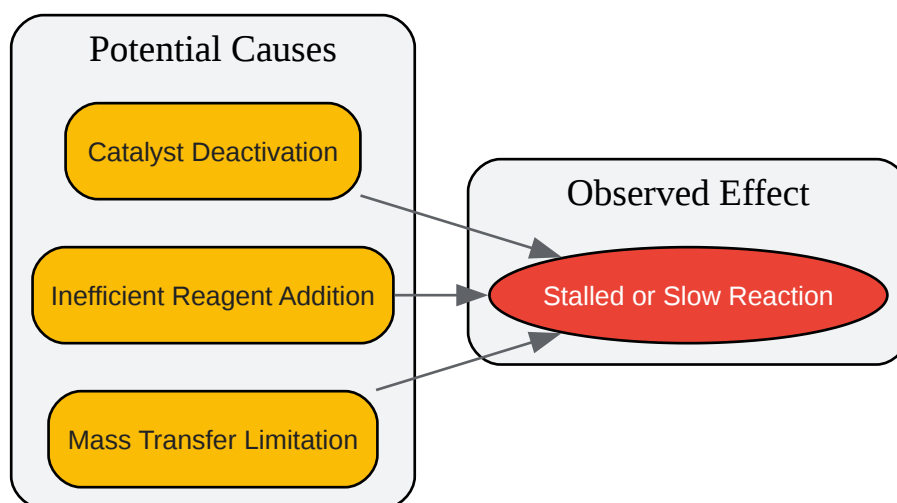 Potential Causes
Catalyst Deactivation
Inefficient Reagent Addition
Mass Transfer Limitation
Observed Effect
Stalled or Slow Reaction